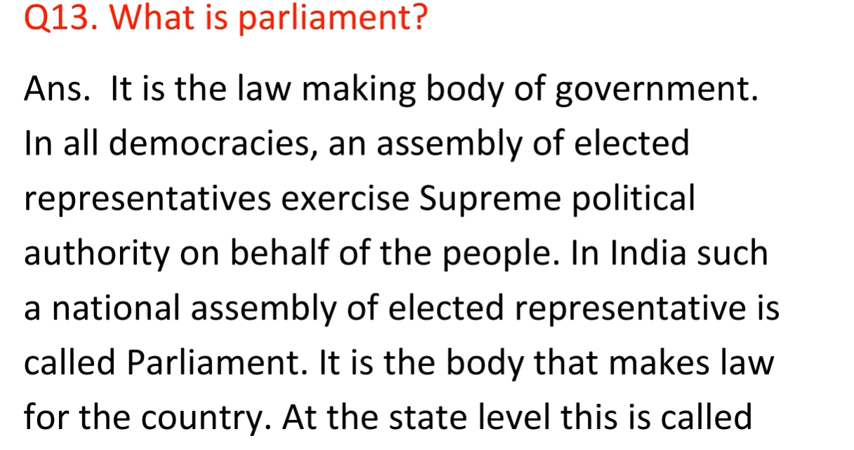 Q13. What is parliament?
Ans.  It is the law making body of government.
In all democracies, an assembly of elected
representatives exercise Supreme political
authority on behalf of the people. In India such
a national assembly of elected representative is
called Parliament. It is the body that makes law
for the country. At the state level this is called